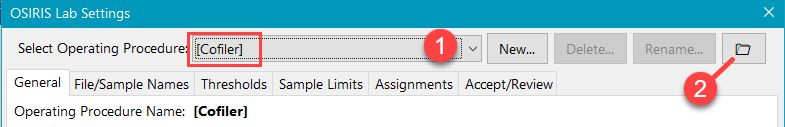 OSIRIS Lab Settings
Select Operating Procedure: [Cofiler] 1 New... Delete... Rename...
General File/Sample Names Thresholds Sample Limits Assignments Accept/Review 2
Operating Procedure Name: [Cofiler]